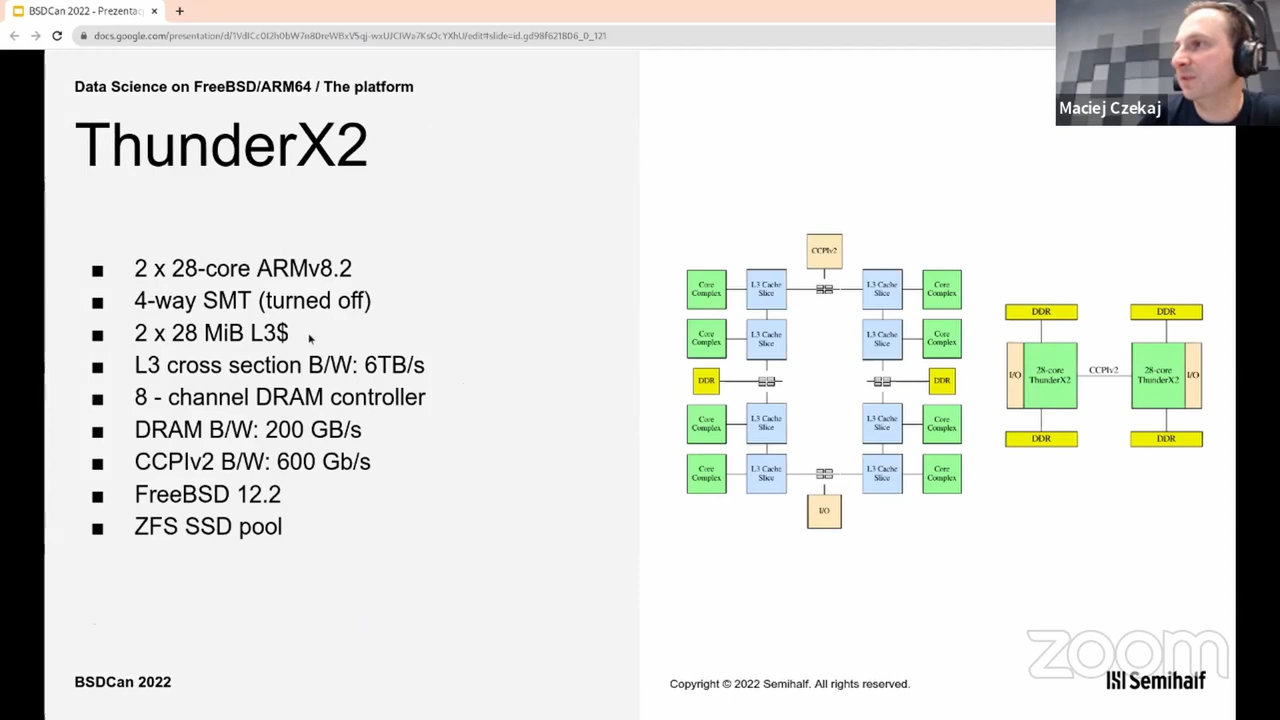 BSDCan 2022 - Prezentac
docs.google.com/presentation/d/
Maciej Czekaj
Data Science on FreeBSD/ARM64 / The platform
ThunderX2
■ 2 x 28-core ARMv8.2
■ 4-way SMT (turned off)
■ 2 x 28 MiB L3$
■ L3 cross section B/W: 6TB/s
■ 8 - channel DRAM controller
■ DRAM B/W: 200 GB/s
■ CCPIv2 B/W: 600 Gb/s
■ FreeBSD 12.2
■ ZFS SSD pool
CCPIv2
Core Complex
L3 Cache Slice
L3 Cache Slice
Core Complex
Core Complex
L3 Cache Slice
L3 Cache Slice
Core Complex
DDR
DDR
Core Complex
L3 Cache Slice
L3 Cache Slice
Core Complex
Core Complex
L3 Cache Slice
L3 Cache Slice
Core Complex
I/O
DDR
DDR
I/O
28-core ThunderX2
CCPIv2
28-core ThunderX2
I/O
DDR
DDR
zoom
BSDCan 2022
Copyright © 2022 Semihalf. All rights reserved.
Semihalf